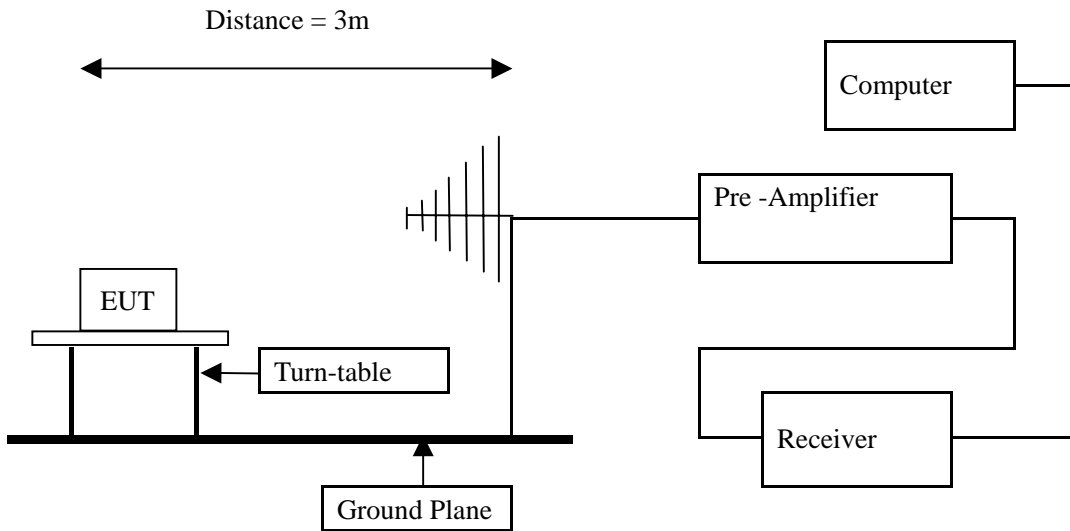 Distance = 3m
Computer
Pre -Amplifier
EUT
Turn-table
Receiver
Ground Plane